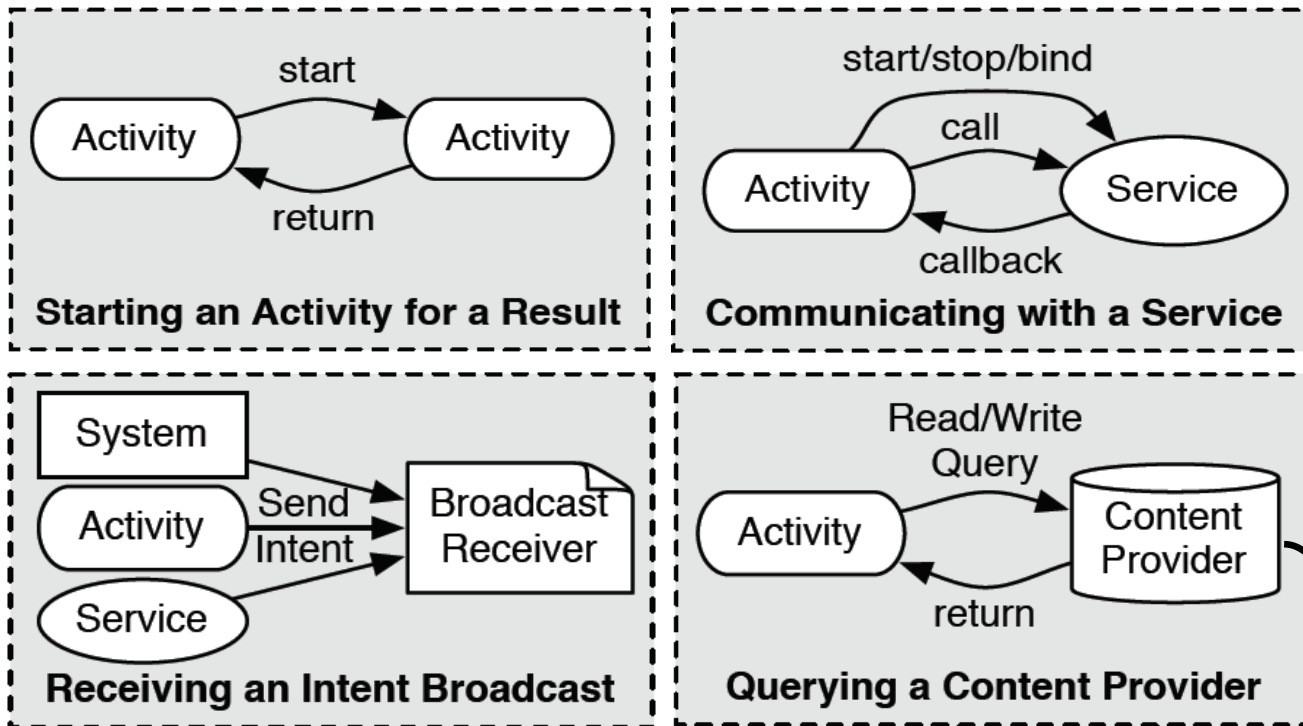 start
Activity
Activity
return
Starting an Activity for a Result
start/stop/bind
call
Activity
Service
callback
Communicating with a Service
System
Activity
Service
Send
Intent
Broadcast
Receiver
Receiving an Intent Broadcast
Read/Write
Query
Activity
Content
Provider
return
Querying a Content Provider